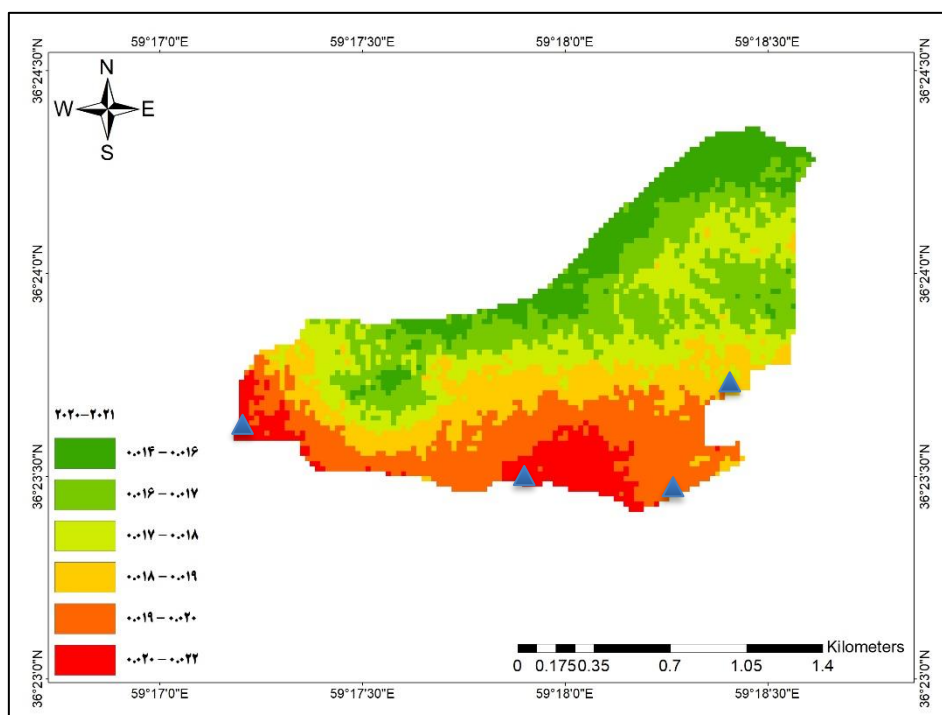 59°17'0"E 59°17'30"E 59°18'0"E 59°18'30"E
36°24'30"N 36°24'30"N
N
W E
S
36°24'0"N 36°24'0"N
36°23'30"N 36°23'30"N
۲۰۲۰-۲۰۲۱
۰.۰۱۴ - ۰.۰۱۶
۰.۰۱۶ - ۰.۰۱۷
۰.۰۱۷ - ۰.۰۱۸
۰.۰۱۸ - ۰.۰۱۹
۰.۰۱۹ - ۰.۰۲۰
۰.۰۲۰ - ۰.۰۲۲
Kilometers
0 0.175 0.35 0.7 1.05 1.4
36°23'0"N 36°23'0"N
59°17'0"E 59°17'30"E 59°18'0"E 59°18'30"E